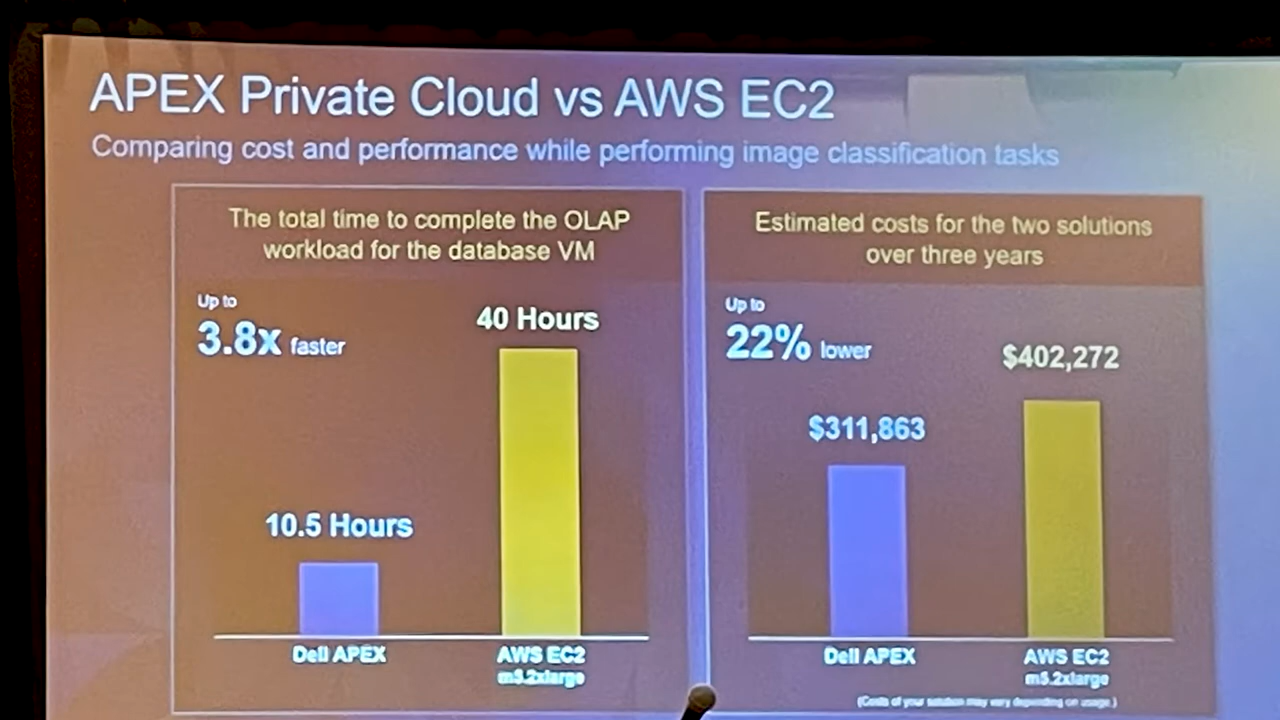 APEX Private Cloud vs AWS EC2
Comparing cost and performance while performing image classification tasks
The total time to complete the OLAP
workload for the database VM
Up to
3.8x faster
40 Hours
10.5 Hours
Dell APEX
AWS EC2
m5.2xlarge
Estimated costs for the two solutions
over three years
Up to
22% lower
$402,272
$311,863
Dell APEX
AWS EC2
m5.2xlarge
(Costs of your solution may vary depending on usage.)